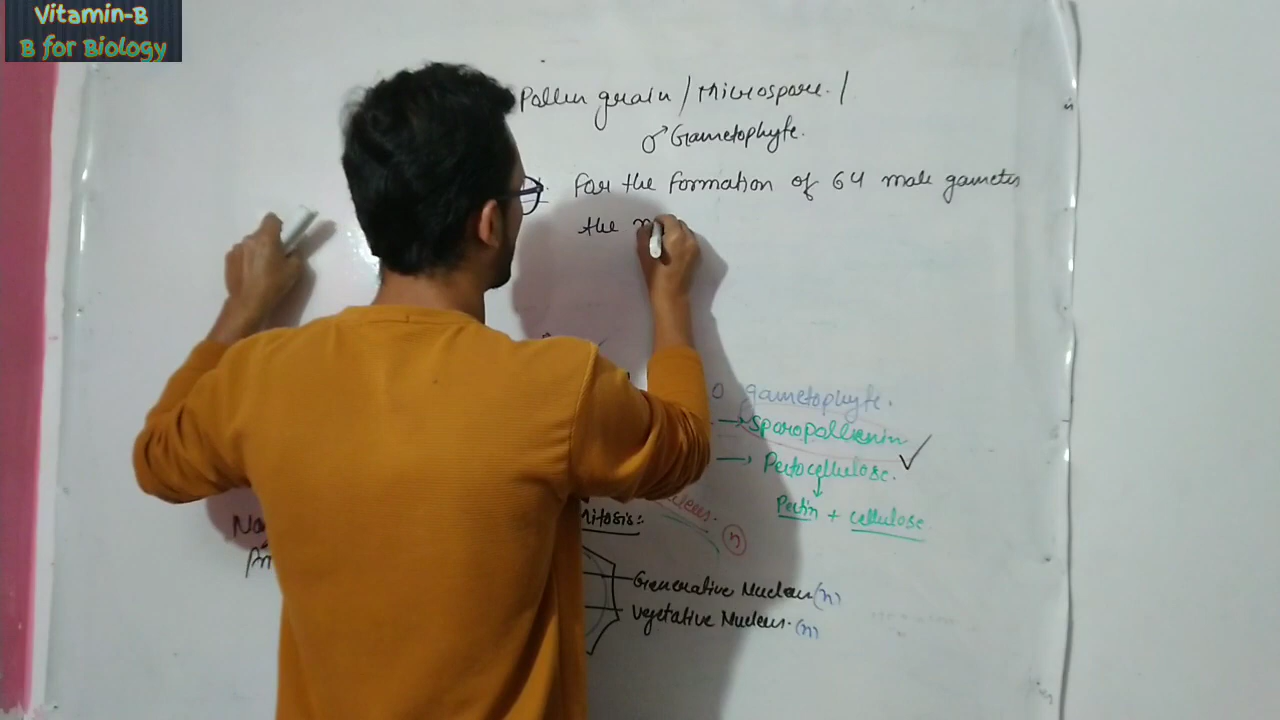 Vitamin-B
B for Biology
Pollen grain / Microspore /
♂ Gametophyte.
For the formation of 64 male gametes
the
gametophyte.
→ Sporopollenin
→ Pectocellulose.
Pectin + cellulose
Nucleus. (n)
Mitosis:
Generative Nucleus (n)
Vegetative Nucleus. (n)